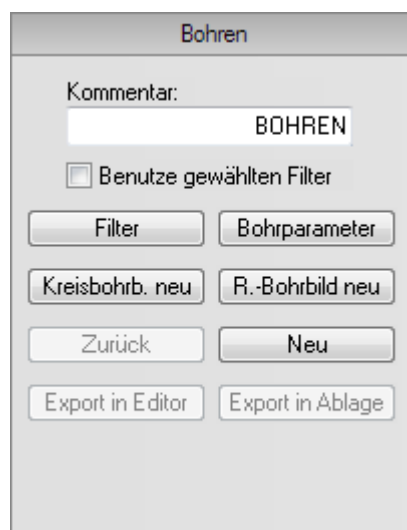 Bohren
Kommentar:
BOHREN
Benutze gewählten Filter
Filter Bohrparameter
Kreisbohrb. neu R.-Bohrbild neu
Zurück Neu
Export in Editor Export in Ablage